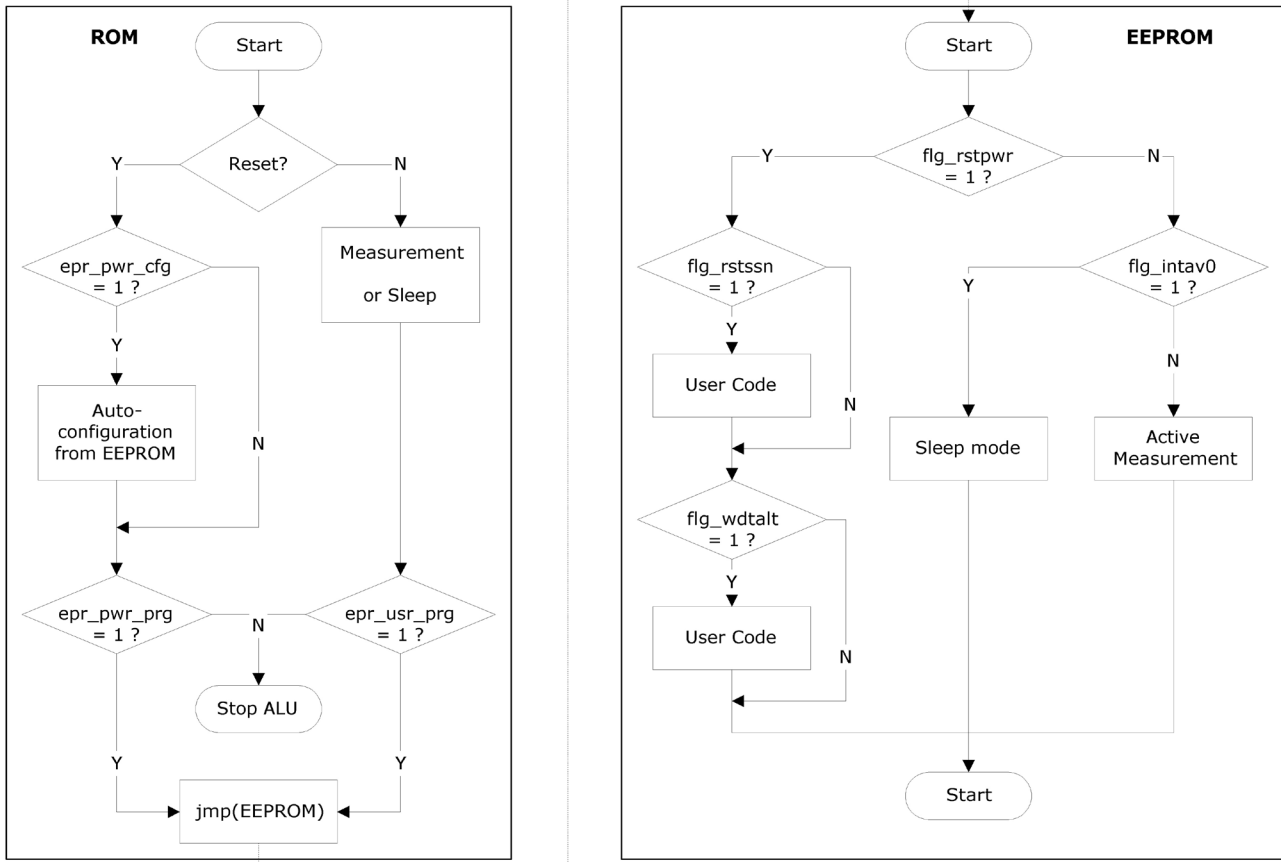 ROM
Start
Reset?
Y
N
epr_pwr_cfg
= 1 ?
Measurement
or Sleep
Y
Auto-
configuration
from EEPROM
N
epr_pwr_prg
= 1 ?
N
epr_usr_prg
= 1 ?
Stop ALU
Y
Y
jmp(EEPROM)
EEPROM
Start
flg_rstpwr
= 1 ?
Y
N
flg_rstssn
= 1 ?
flg_intav0
= 1 ?
Y
Y
N
User Code
N
Sleep mode
Active
Measurement
flg_wdtalt
= 1 ?
Y
User Code
N
Start